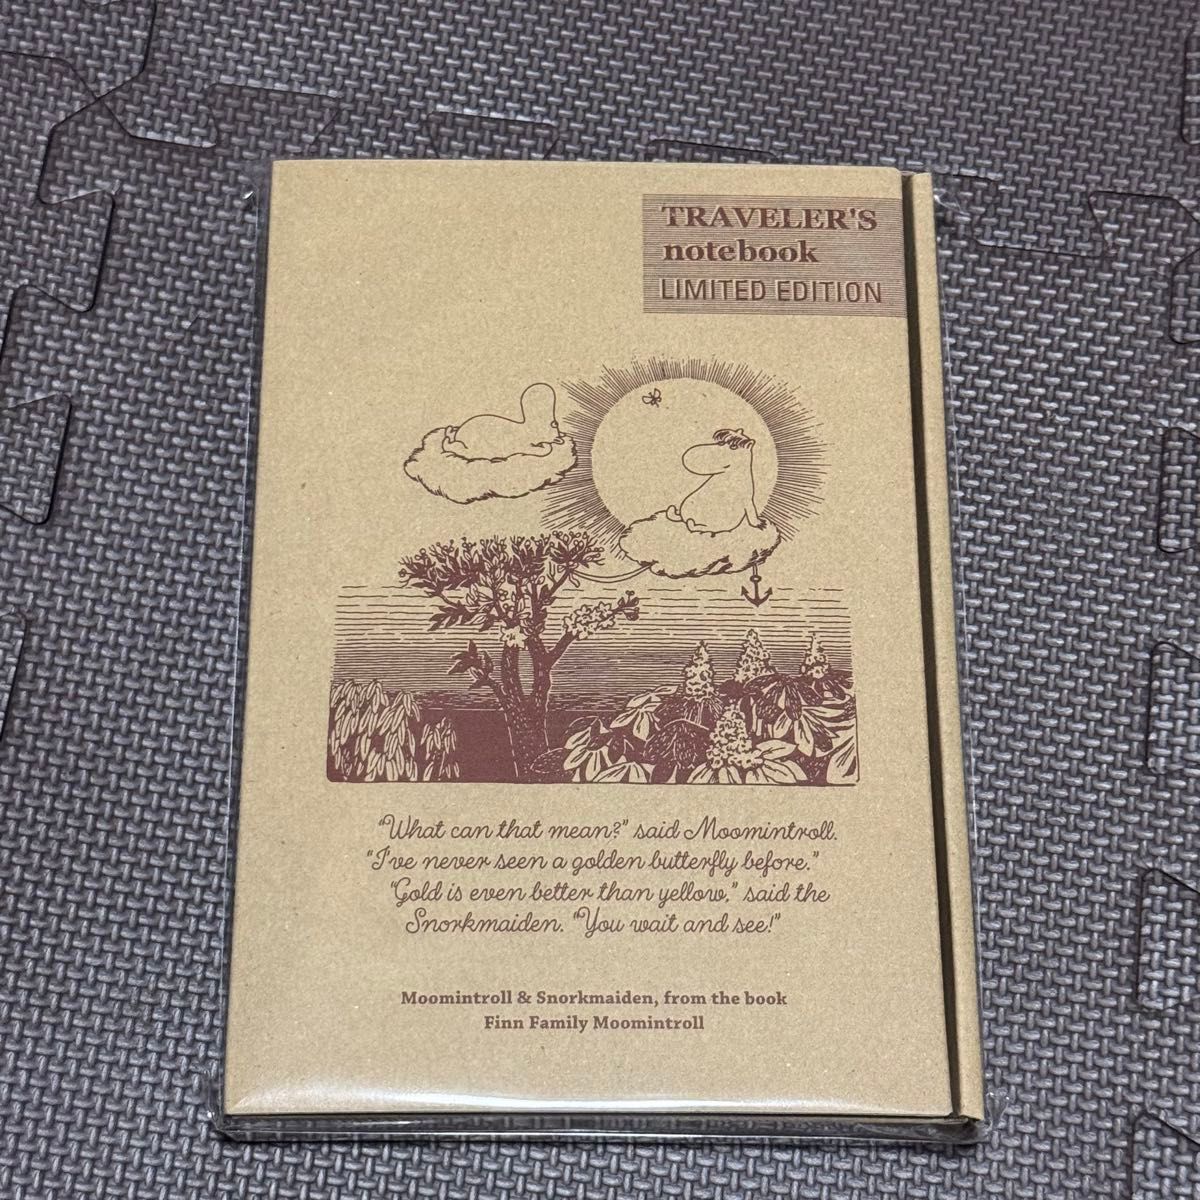 TRAVELER'S
notebook
LIMITED EDITION
"What can that mean?" said Moomintroll.
"I've never seen a golden butterfly before."
"Gold is even better than yellow," said the
Snorkmaiden. "You wait and see!"
Moomintroll & Snorkmaiden, from the book
Finn Family Moomintroll